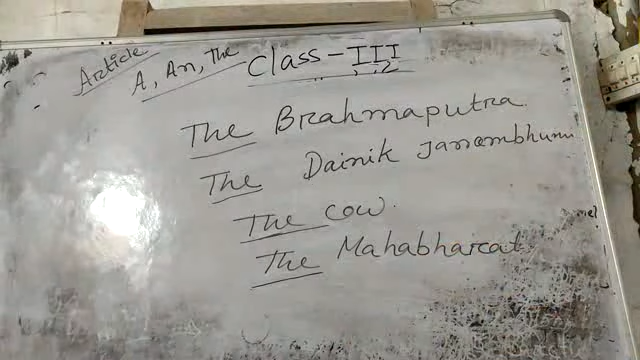 Article
A, An, The
Class-III
The Brahmaputra
The Dainik Janambhumi
The cow.
The Mahabharat